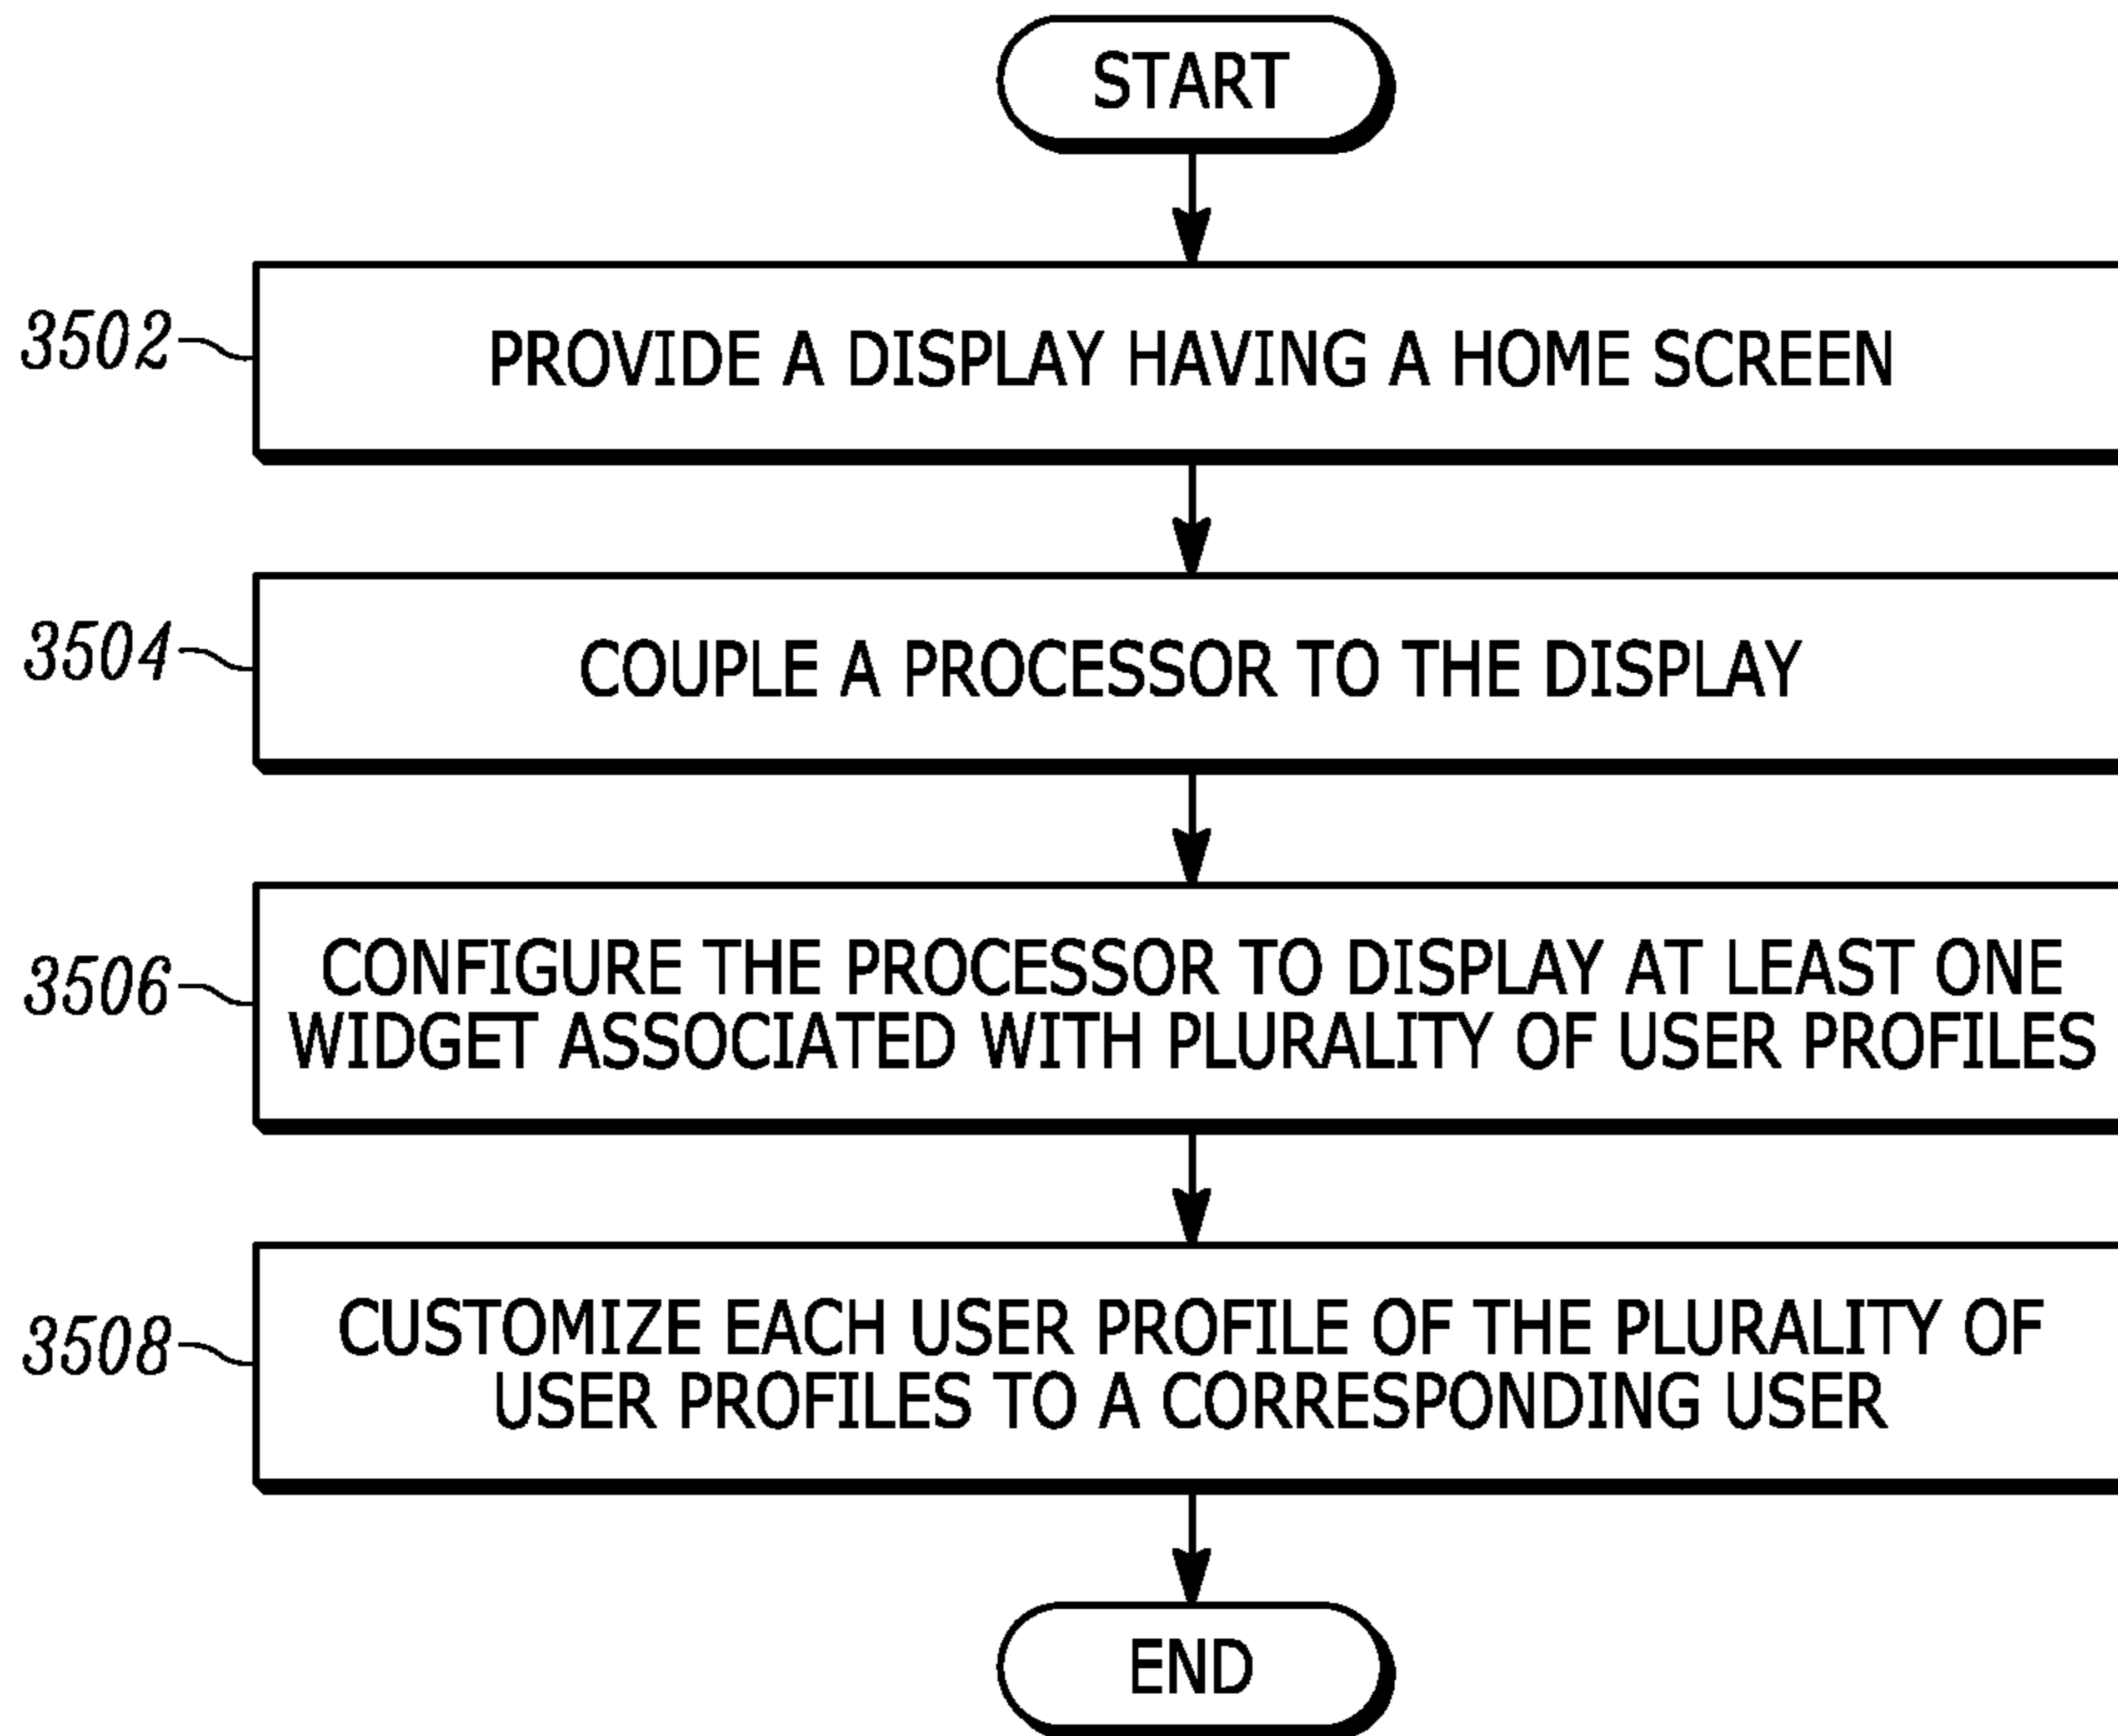 START
3502
PROVIDE A DISPLAY HAVING A HOME SCREEN
3504
COUPLE A PROCESSOR TO THE DISPLAY
3506
CONFIGURE THE PROCESSOR TO DISPLAY AT LEAST ONE
WIDGET ASSOCIATED WITH PLURALITY OF USER PROFILES
3508
CUSTOMIZE EACH USER PROFILE OF THE PLURALITY OF
USER PROFILES TO A CORRESPONDING USER
END